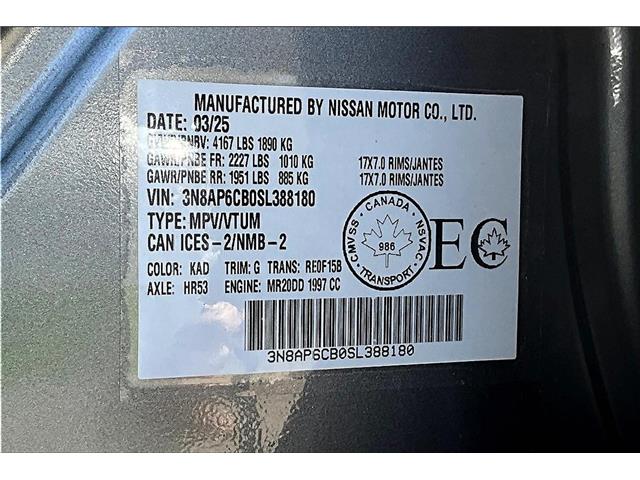 MANUFACTURED BY NISSAN MOTOR CO., LTD.
DATE: 03/25
GVWR/PNBV: 4167 LBS 1890 KG
GAWR/PNBE FR: 2227 LBS 1010 KG 17X7.0 RIMS/JANTES
GAWR/PNBE RR: 1951 LBS 885 KG 17X7.0 RIMS/JANTES
VIN: 3N8AP6CB0SL388180
TYPE: MPV/VTUM
CAN ICES-2/NMB-2
CANADA
CMVSS 986 NSVAC
TRANSPORT
EC
COLOR: KAD TRIM: G TRANS: RE0F15B
AXLE: HR53 ENGINE: MR20DD 1997 CC
3N8AP6CB0SL388180